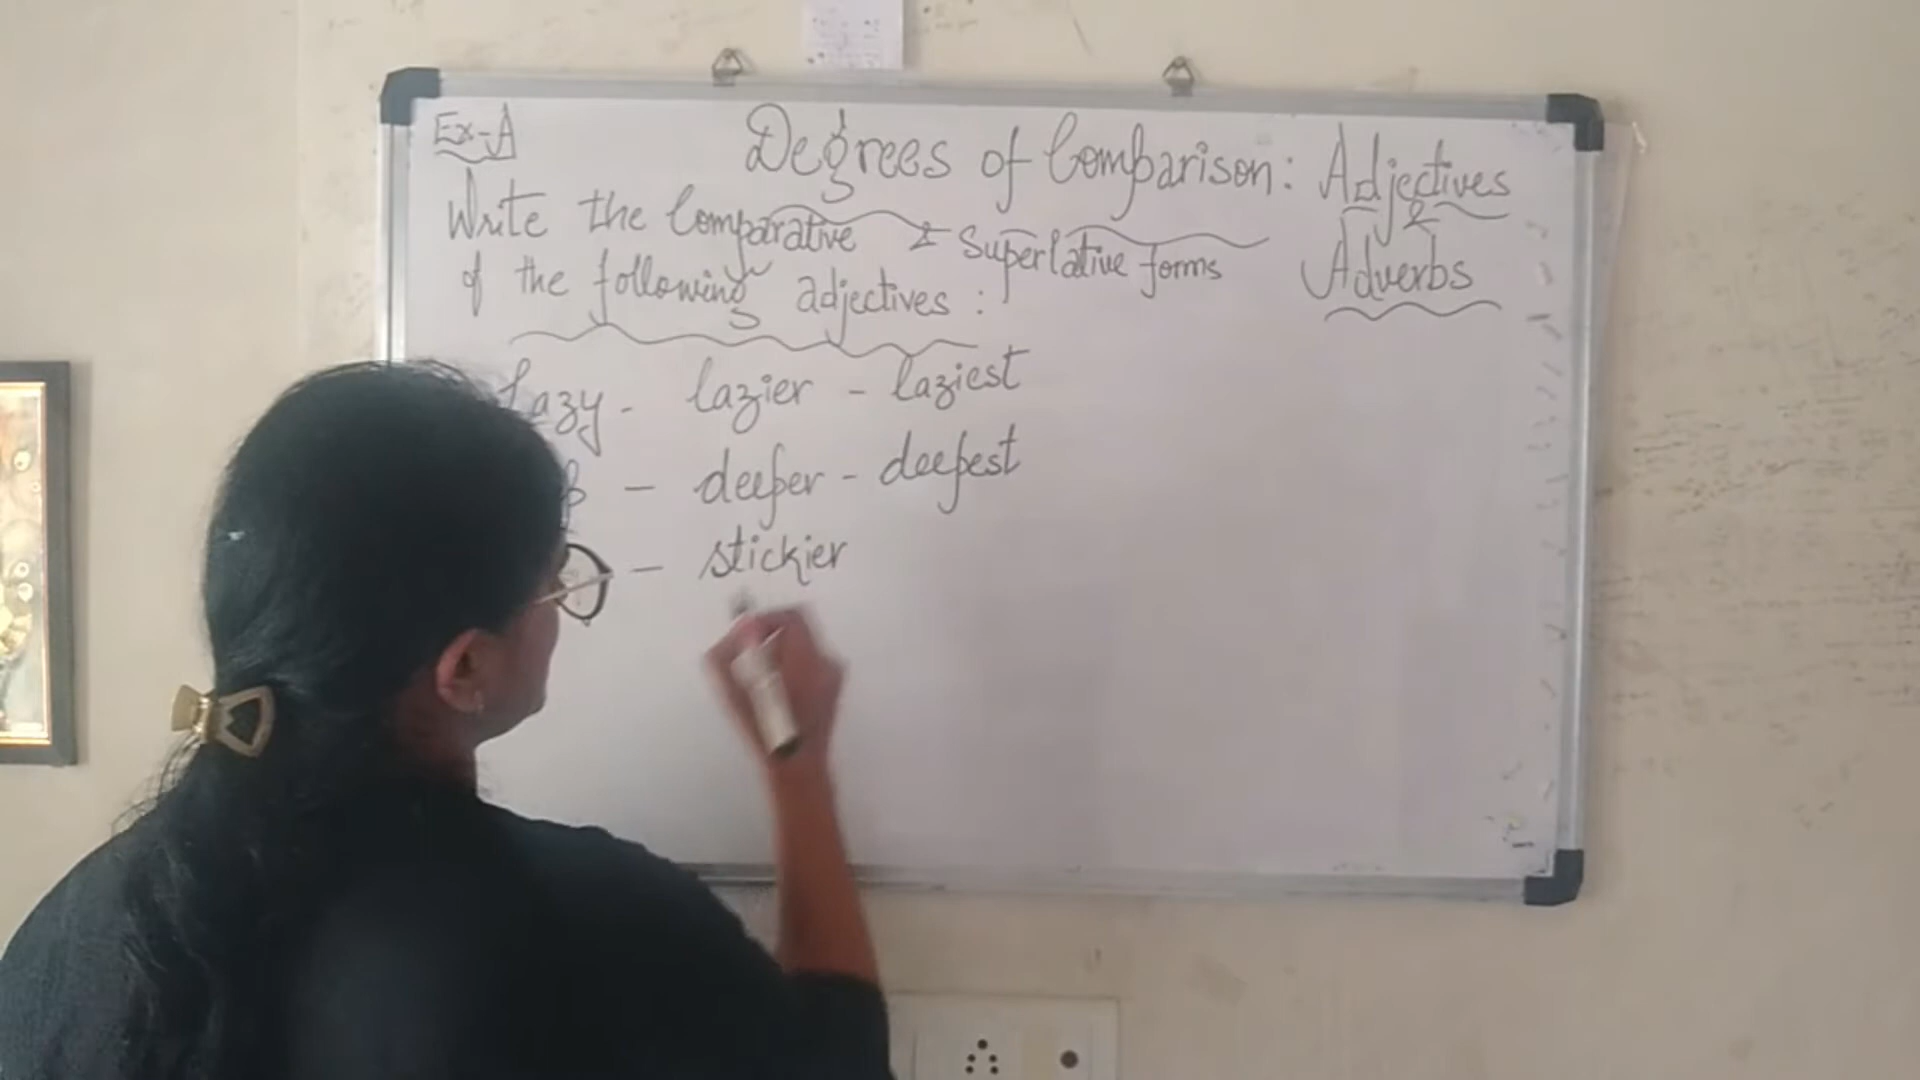 Ex-A
Degrees of Comparison: Adjectives
&
Adverbs
Write the Comparative & Superlative forms
of the following adjectives :
Lazy - lazier - laziest
- deeper - deepest
- stickier